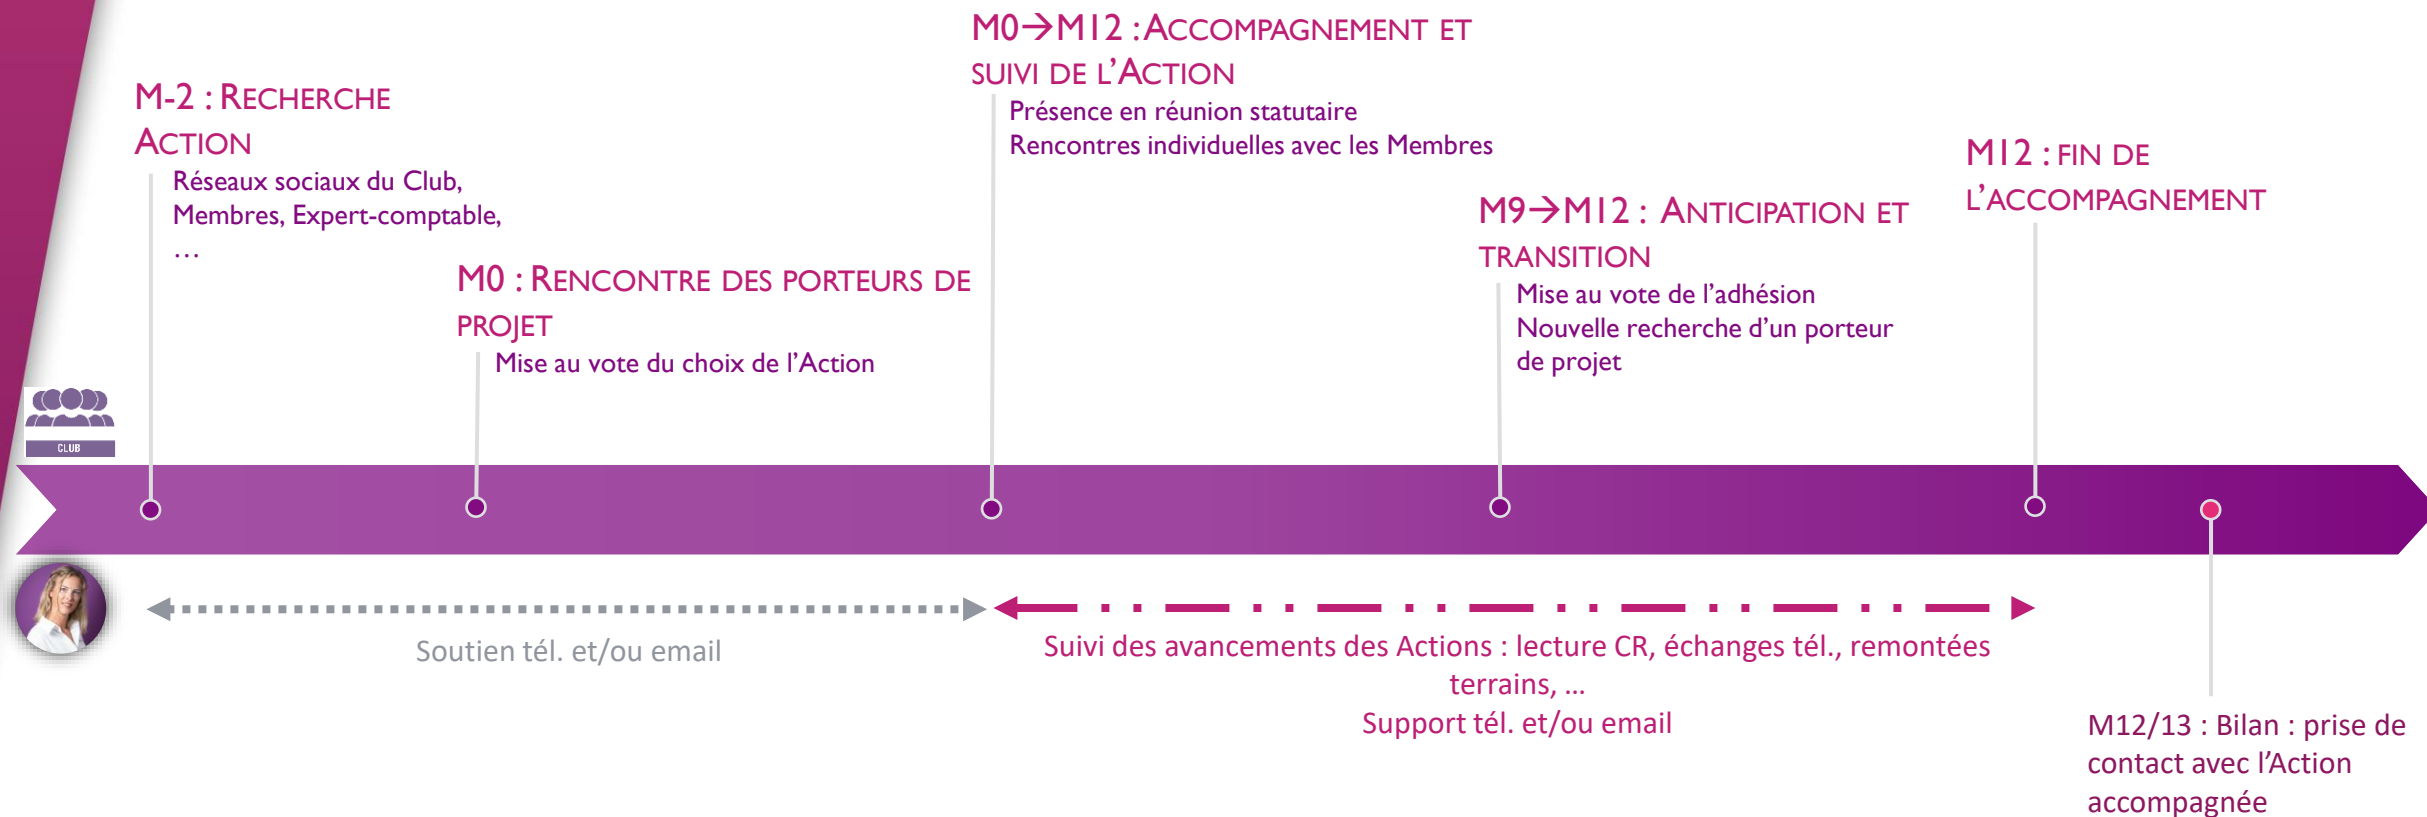 M-2 : RECHERCHE
ACTION
Réseaux sociaux du Club,
Membres, Expert-comptable,
…
M0 : RENCONTRE DES PORTEURS DE
PROJET
Mise au vote du choix de l’Action
M0→M12 : ACCOMPAGNEMENT ET
SUIVI DE L’ACTION
Présence en réunion statutaire
Rencontres individuelles avec les Membres
M9→M12 : ANTICIPATION ET
TRANSITION
Mise au vote de l’adhésion
Nouvelle recherche d’un porteur
de projet
M12 : FIN DE
L’ACCOMPAGNEMENT
CLUB
Soutien tél. et/ou email
Suivi des avancements des Actions : lecture CR, échanges tél., remontées
terrains, …
Support tél. et/ou email
M12/13 : Bilan : prise de
contact avec l’Action
accompagnée